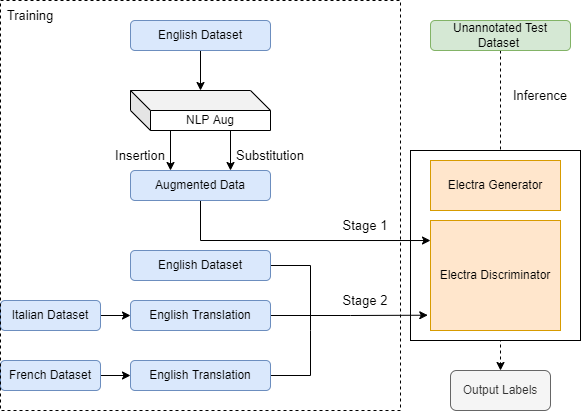 Training
English Dataset
Unannotated Test
Dataset
Inference
NLP Aug
Insertion
Substitution
Augmented Data
Electra Generator
Stage 1
English Dataset
Electra Discriminator
Stage 2
Italian Dataset
English Translation
French Dataset
English Translation
Output Labels